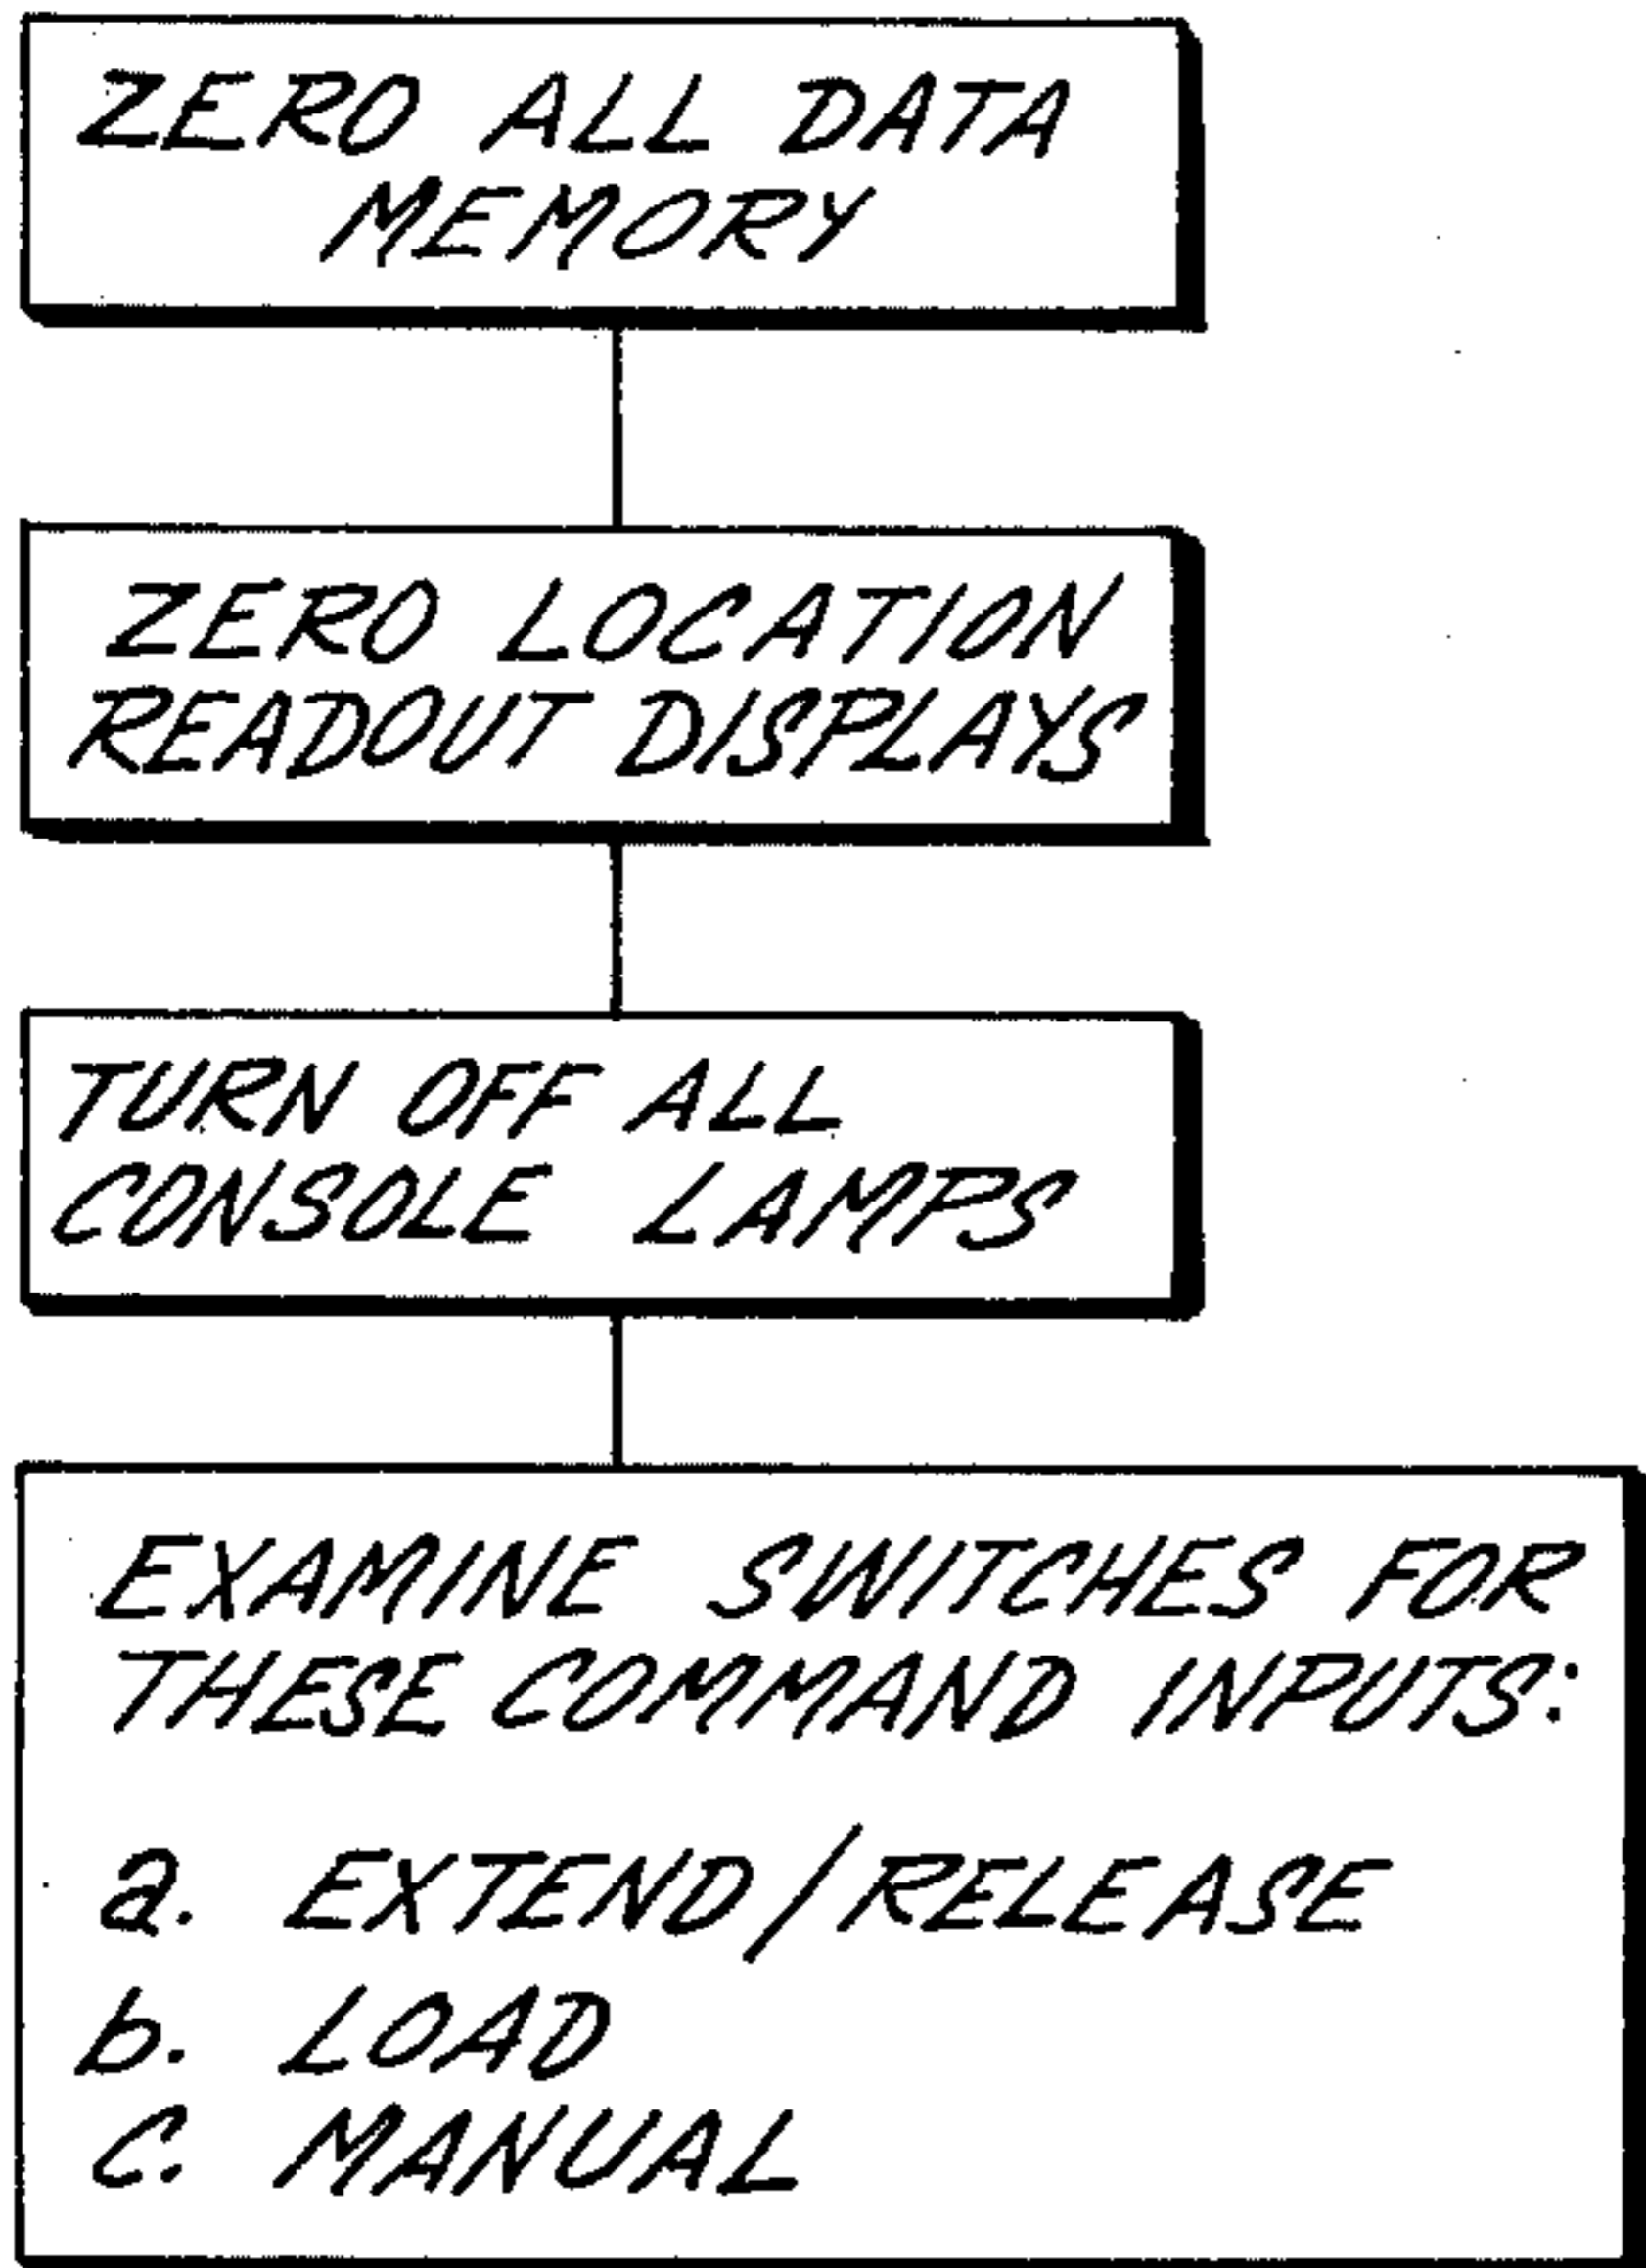 ZERO ALL DATA
MEMORY
ZERO LOCATION
READOUT DISPLAYS
TURN OFF ALL
CONSOLE LAMPS
EXAMINE SWITCHES FOR
THESE COMMAND INPUTS:
a. EXTEND/RELEASE
b. LOAD
c. MANUAL